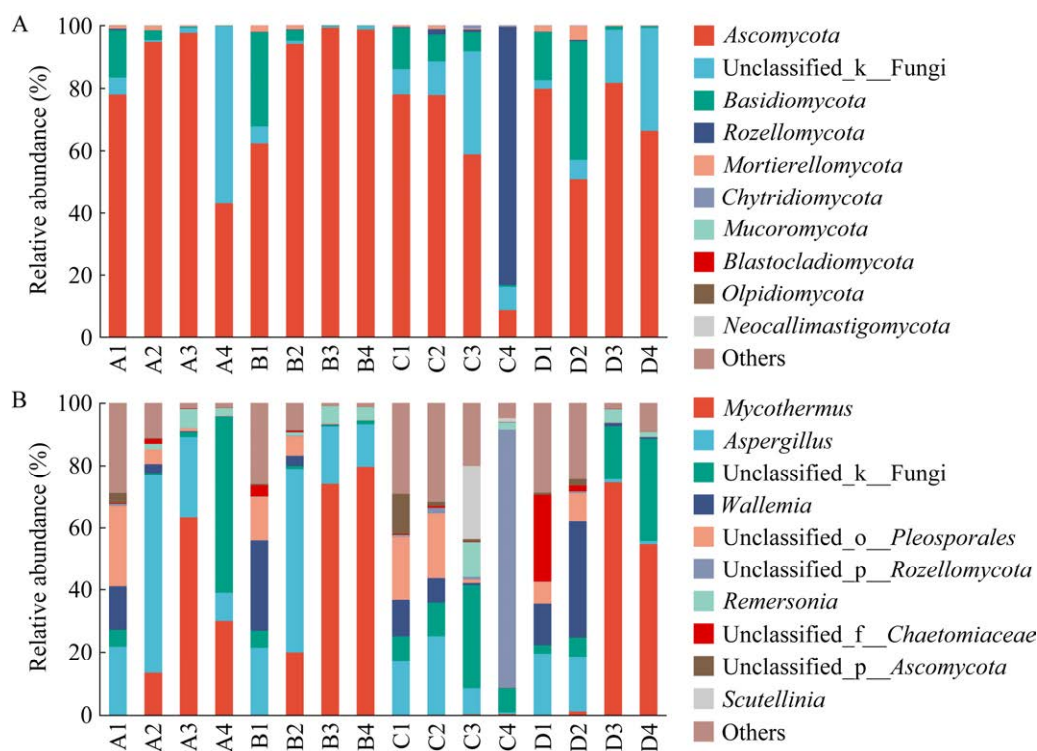 A
Relative abundance (%)
100
80
60
40
20
0
A1 A2 A3 A4 B1 B2 B3 B4 C1 C2 C3 C4 D1 D2 D3 D4
Ascomycota
Unclassified_k__Fungi
Basidiomycota
Rozellomycota
Mortierellomycota
Chytridiomycota
Mucoromycota
Blastocladiomycota
Olpidiomycota
Neocallimastigomycota
Others
B
Relative abundance (%)
100
80
60
40
20
0
A1 A2 A3 A4 B1 B2 B3 B4 C1 C2 C3 C4 D1 D2 D3 D4
Mycothermus
Aspergillus
Unclassified_k__Fungi
Wallemia
Unclassified_o__Pleosporales
Unclassified_p__Rozellomycota
Remersonia
Unclassified_f__Chaetomiaceae
Unclassified_p__Ascomycota
Scutellinia
Others